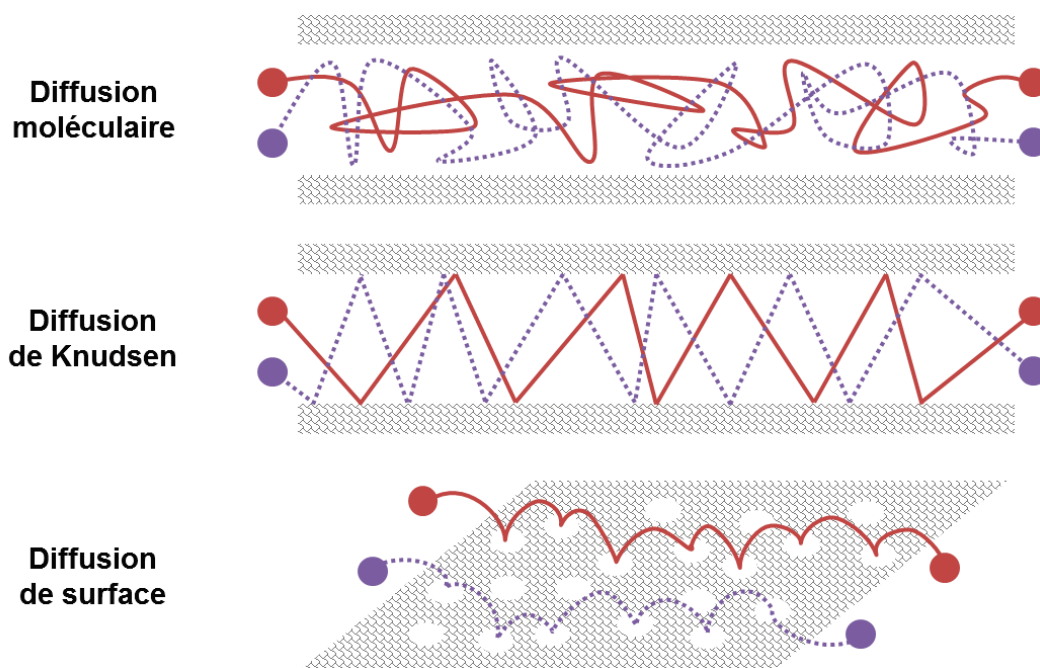 Diffusion
moléculaire
Diffusion
de Knudsen
Diffusion
de surface